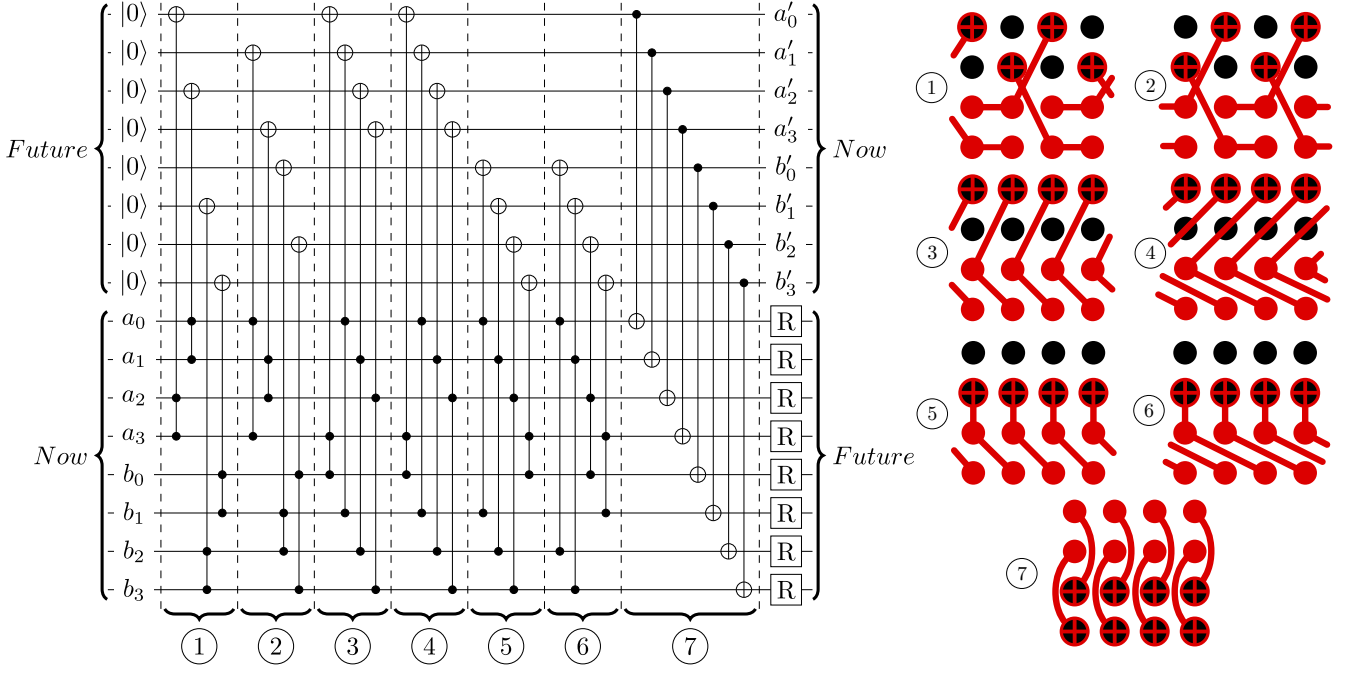 |0⟩ a′₀
|0⟩ a′₁
|0⟩ a′₂
|0⟩ a′₃
Future |0⟩ b′₀ Now
|0⟩ b′₁
|0⟩ b′₂
|0⟩ b′₃
a₀ R
a₁ R
a₂ R
a₃ R
Now b₀ R Future
b₁ R
b₂ R
b₃ R
1 2 3 4 5 6 7
1 2
3 4
5 6
7